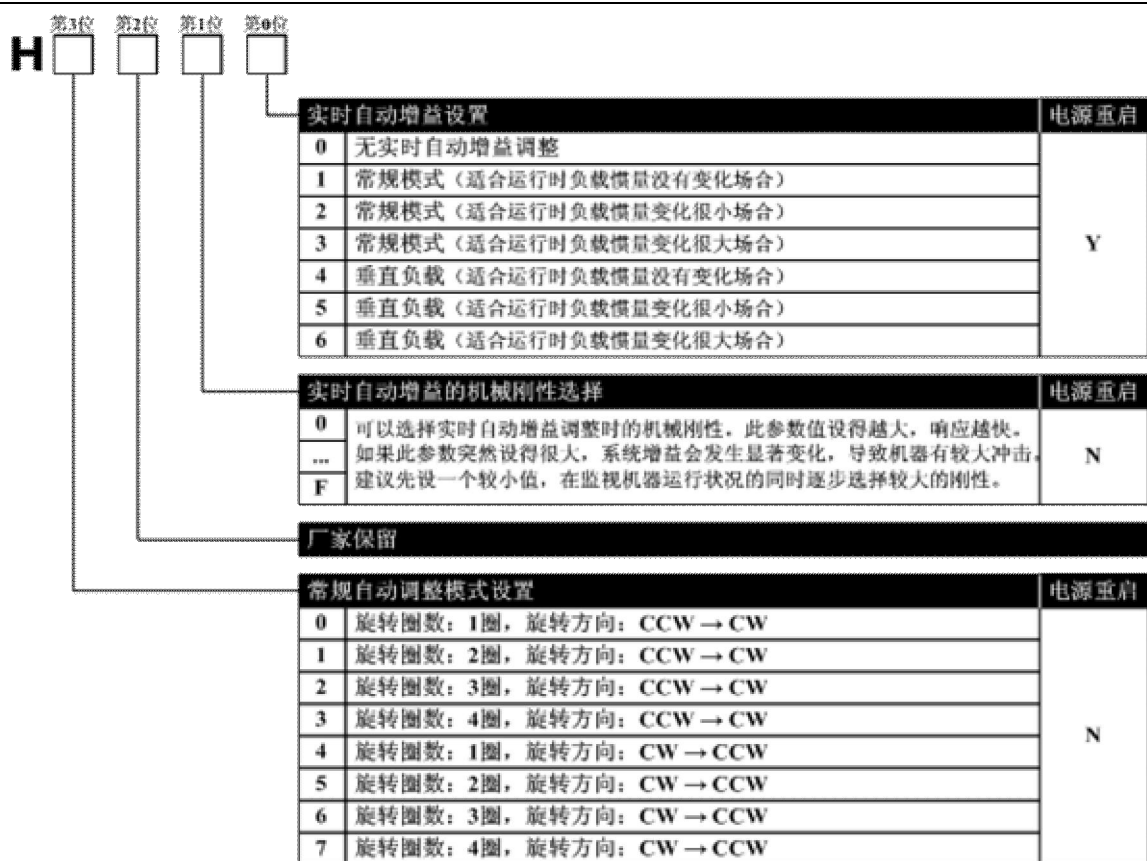 第3位 第2位 第1位 第0位
H
实时自动增益设置 电源重启
0 无实时自动增益调整
1 常规模式（适合运行时负载惯量没有变化场合）
2 常规模式（适合运行时负载惯量变化很小场合）
3 常规模式（适合运行时负载惯量变化很大场合） Y
4 垂直负载（适合运行时负载惯量没有变化场合）
5 垂直负载（适合运行时负载惯量变化很小场合）
6 垂直负载（适合运行时负载惯量变化很大场合）
实时自动增益的机械刚性选择 电源重启
0 可以选择实时自动增益调整时的机械刚性。此参数值设得越大，响应越快。
... 如果此参数突然设得很大，系统增益会发生显著变化，导致机器有较大冲击。 N
F 建议先设一个较小值，在监视机器运行状况的同时逐步选择较大的刚性。
厂家保留
常规自动调整模式设置 电源重启
0 旋转圈数：1圈，旋转方向：CCW→CW
1 旋转圈数：2圈，旋转方向：CCW→CW
2 旋转圈数：3圈，旋转方向：CCW→CW
3 旋转圈数：4圈，旋转方向：CCW→CW
N
4 旋转圈数：1圈，旋转方向：CW→CCW
5 旋转圈数：2圈，旋转方向：CW→CCW
6 旋转圈数：3圈，旋转方向：CW→CCW
7 旋转圈数：4圈，旋转方向：CW→CCW